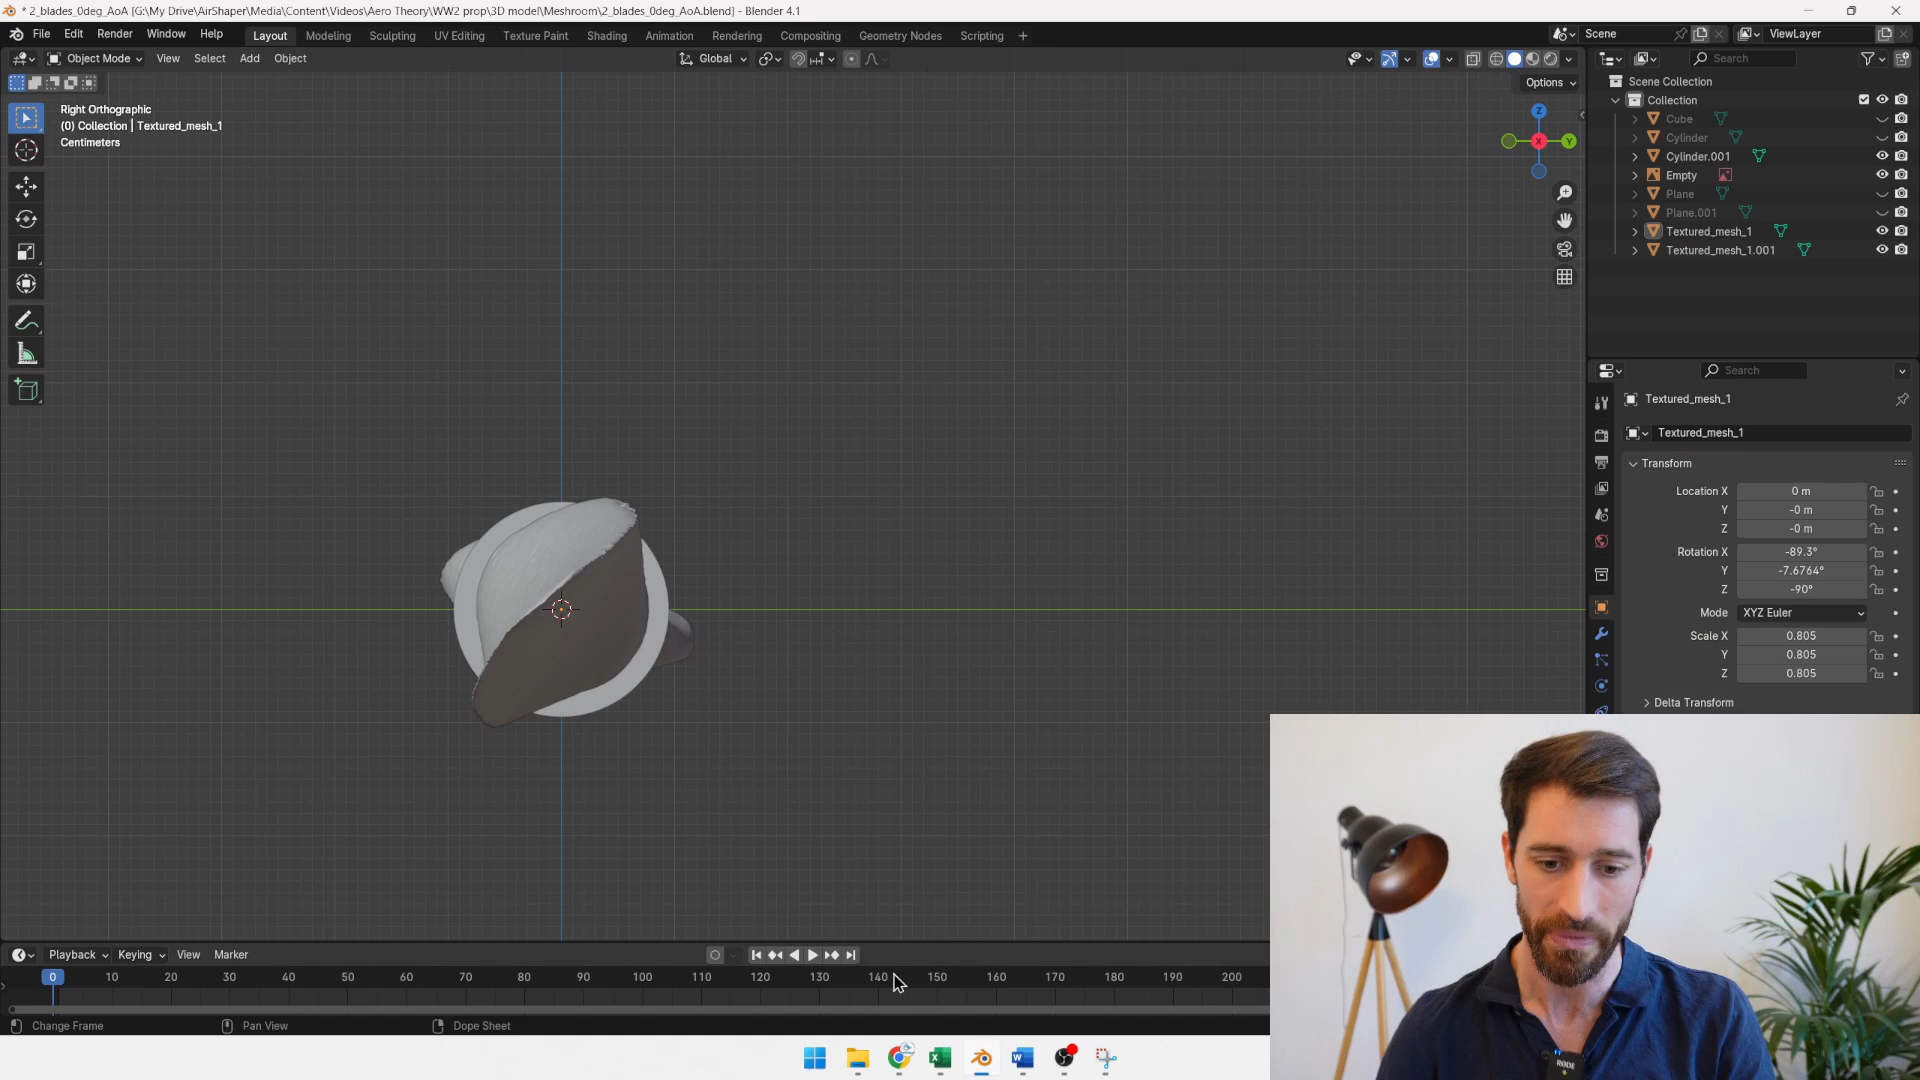 * 2_blades_0deg_AoA [G:\My Drive\AirShaper\Media\Content\Videos\Aero Theory\WW2 prop\3D model\Meshroom\2_blades_0deg_AoA.blend] - Blender 4.1
File Edit Render Window Help Layout Modeling Sculpting UV Editing Texture Paint Shading Animation Rendering Compositing Geometry Nodes Scripting + Scene ViewLayer
Object Mode View Select Add Object Global Search
Options
Right Orthographic
(0) Collection | Textured_mesh_1
Centimeters
Z
X
Y
Scene Collection
Collection
Cube
Cylinder
Cylinder.001
Empty
Plane
Plane.001
Textured_mesh_1
Textured_mesh_1.001
Search
Textured_mesh_1
Textured_mesh_1
Transform
Location X 0 m
Y -0 m
Z -0 m
Rotation X -89.3°
Y -7.6764°
Z -90°
Mode XYZ Euler
Scale X 0.805
Y 0.805
Z 0.805
Delta Transform
Playback Keying View Marker
0 10 20 30 40 50 60 70 80 90 100 110 120 130 140 150 160 170 180 190 200
Change Frame Pan View Dope Sheet
RODE